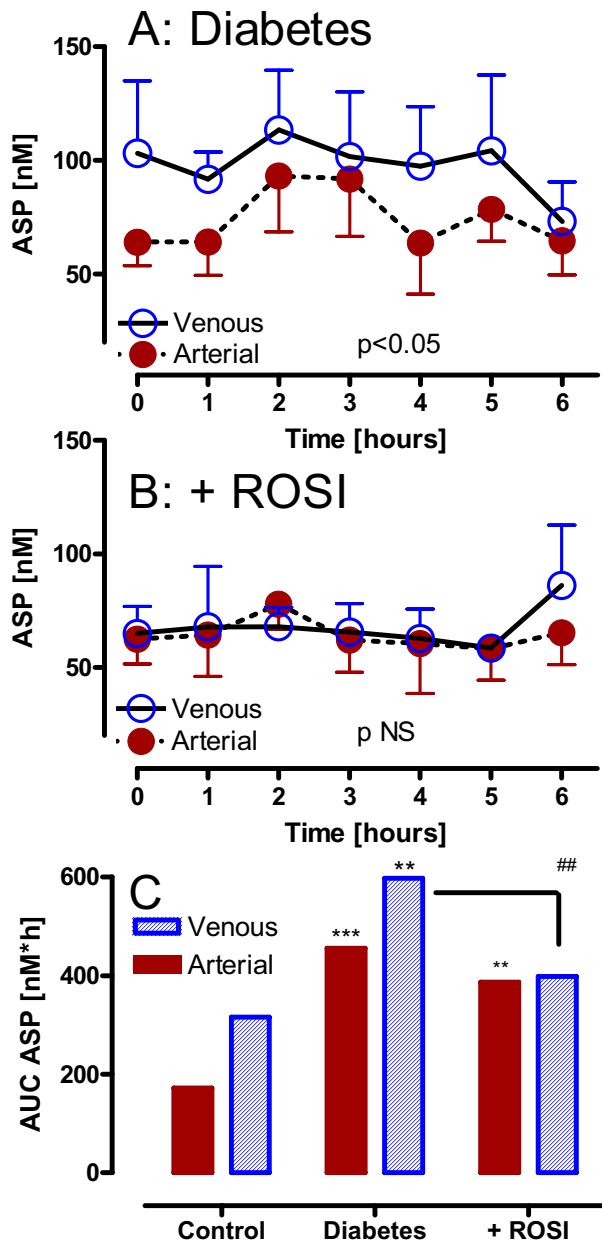 A: Diabetes
150
100
50
ASP [nM]
Venous
Arterial
p<0.05
0 1 2 3 4 5 6
Time [hours]
B: + ROSI
150
100
50
ASP [nM]
Venous
Arterial
p NS
0 1 2 3 4 5 6
Time [hours]
C
600
400
200
0
AUC ASP [nM*h]
Venous
Arterial
*** ** ** ##
Control Diabetes + ROSI